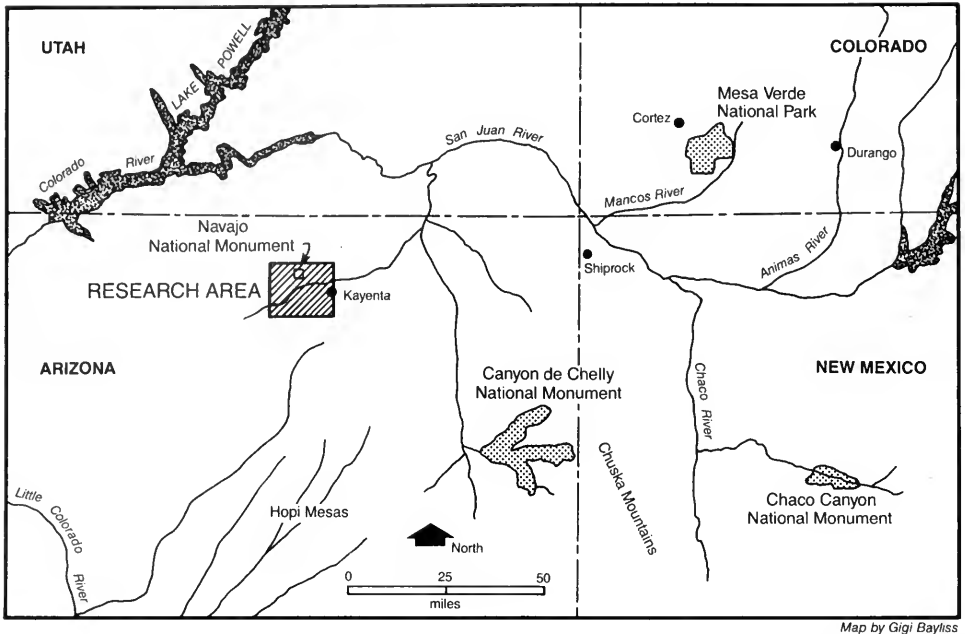 UTAH
COLORADO
LAKE POWELL
Colorado River
San Juan River
Cortez
Mesa Verde
National Park
Durango
Mancos River
Navajo
National Monument
Shiprock
Animas River
RESEARCH AREA
Kayenta
ARIZONA
NEW MEXICO
Canyon de Chelly
National Monument
Chaco River
Chuska Mountains
Little Colorado River
Hopi Mesas
Chaco Canyon
National Monument
North
0 25 50
miles
Map by Gigi Bayliss